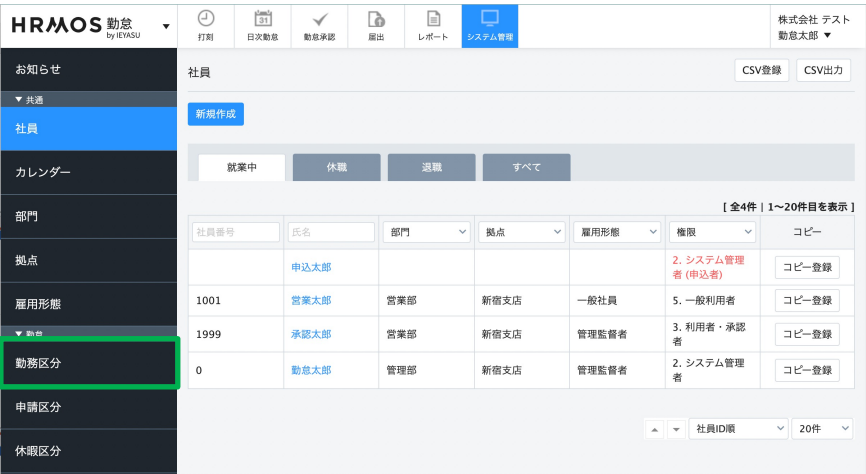 HRMOS 勤怠 ▼
by IEYASU
打刻
31
日次勤怠
勤怠承認
届出
レポート
システム管理
株式会社 テスト
勤怠太郎 ▼
お知らせ
▼ 共通
社員
カレンダー
部門
拠点
雇用形態
▼ 勤怠
勤務区分
申請区分
休暇区分
社員
CSV登録 CSV出力
新規作成
就業中 休職 退職 すべて
[ 全4件 | 1〜20件目を表示 ]
社員番号 氏名 部門 拠点 雇用形態 権限 コピー
申込太郎 2. システム管理者 (申込者) コピー登録
1001 営業太郎 営業部 新宿支店 一般社員 5. 一般利用者 コピー登録
1999 承認太郎 営業部 新宿支店 管理監督者 3. 利用者・承認者 コピー登録
0 勤怠太郎 管理部 新宿支店 管理監督者 2. システム管理者 コピー登録
社員ID順 20件